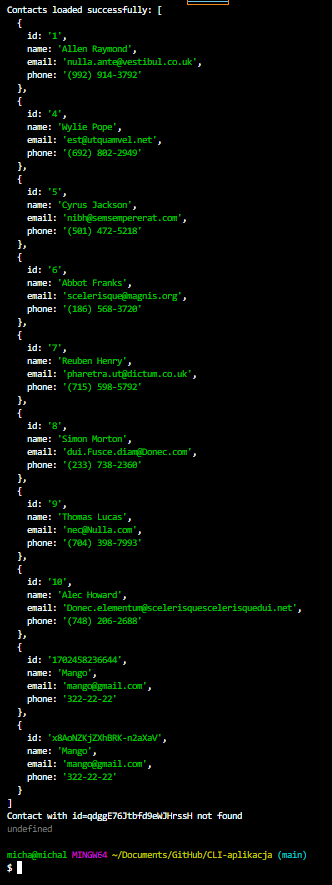 Contacts loaded successfully: [
  {
    id: '1',
    name: 'Allen Raymond',
    email: 'nulla.ante@vestibul.co.uk',
    phone: '(992) 914-3792'
  },
  {
    id: '4',
    name: 'Wylie Pope',
    email: 'est@utquamvel.net',
    phone: '(692) 802-2949'
  },
  {
    id: '5',
    name: 'Cyrus Jackson',
    email: 'nibh@semsempererat.com',
    phone: '(501) 472-5218'
  },
  {
    id: '6',
    name: 'Abbot Franks',
    email: 'scelerisque@magnis.org',
    phone: '(186) 568-3720'
  },
  {
    id: '7',
    name: 'Reuben Henry',
    email: 'pharetra.ut@dictum.co.uk',
    phone: '(715) 598-5792'
  },
  {
    id: '8',
    name: 'Simon Morton',
    email: 'dui.Fusce.diam@Donec.com',
    phone: '(233) 738-2360'
  },
  {
    id: '9',
    name: 'Thomas Lucas',
    email: 'nec@Nulla.com',
    phone: '(704) 398-7993'
  },
  {
    id: '10',
    name: 'Alec Howard',
    email: 'Donec.elementum@scelerisquescelerisquedui.net',
    phone: '(748) 206-2688'
  },
  {
    id: '1702458236644',
    name: 'Mango',
    email: 'mango@gmail.com',
    phone: '322-22-22'
  },
  {
    id: 'x8AoNZKjZXhBRK-n2aXaV',
    name: 'Mango',
    email: 'mango@gmail.com',
    phone: '322-22-22'
  }
]
Contact with id=qdggE76Jtbfd9eWJHrssH not found
undefined

micha@michal MINGW64 ~/Documents/GitHub/CLI-aplikacja (main)
$